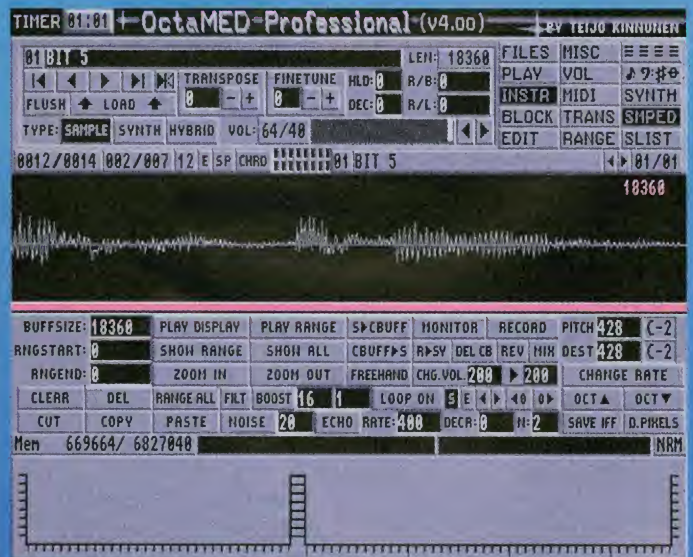 TIMER 01:01 OctaMED Professional (V4.00) BY TEIJO KINNUNEN
01 BIT 5 LEN: 18360 FILES MISC
TRANSPOSE FINETUNE HLD: 0 R/B: 0 PLAY VOL
0 - + 0 - + DEC: 0 R/L: 0 INSTR MIDI SYNTH
FLUSH LOAD BLOCK TRANS SMPED
TYPE: SAMPLE SYNTH HYBRID VOL: 64/40 EDIT RANGE SLIST
0012/0014 002/007 12 E SP CHRD 01 BIT 5 01/01
18360
BUFFSIZE: 18360 PLAY DISPLAY PLAY RANGE S▶CBUFF MONITOR RECORD PITCH 428 C-2
RNGSTART: 0 SHOW RANGE SHOW ALL CBUFF▶S R▶SY DEL CB REV MIX DEST 428 C-2
RNGEND: 0 ZOOM IN ZOOM OUT FREEHAND CHG.VOL. 200 ▶ 200 CHANGE RATE
CLEAR DEL RANGE ALL FILT BOOST 16 1 LOOP ON S E ◀ ▶ ◀0 0▶ OCT▲ OCT▼
CUT COPY PASTE NOISE 20 ECHO RATE: 400 DECR: 0 N: 2 SAVE IFF D.PIXELS
Men 669664/ 6827040 NRM